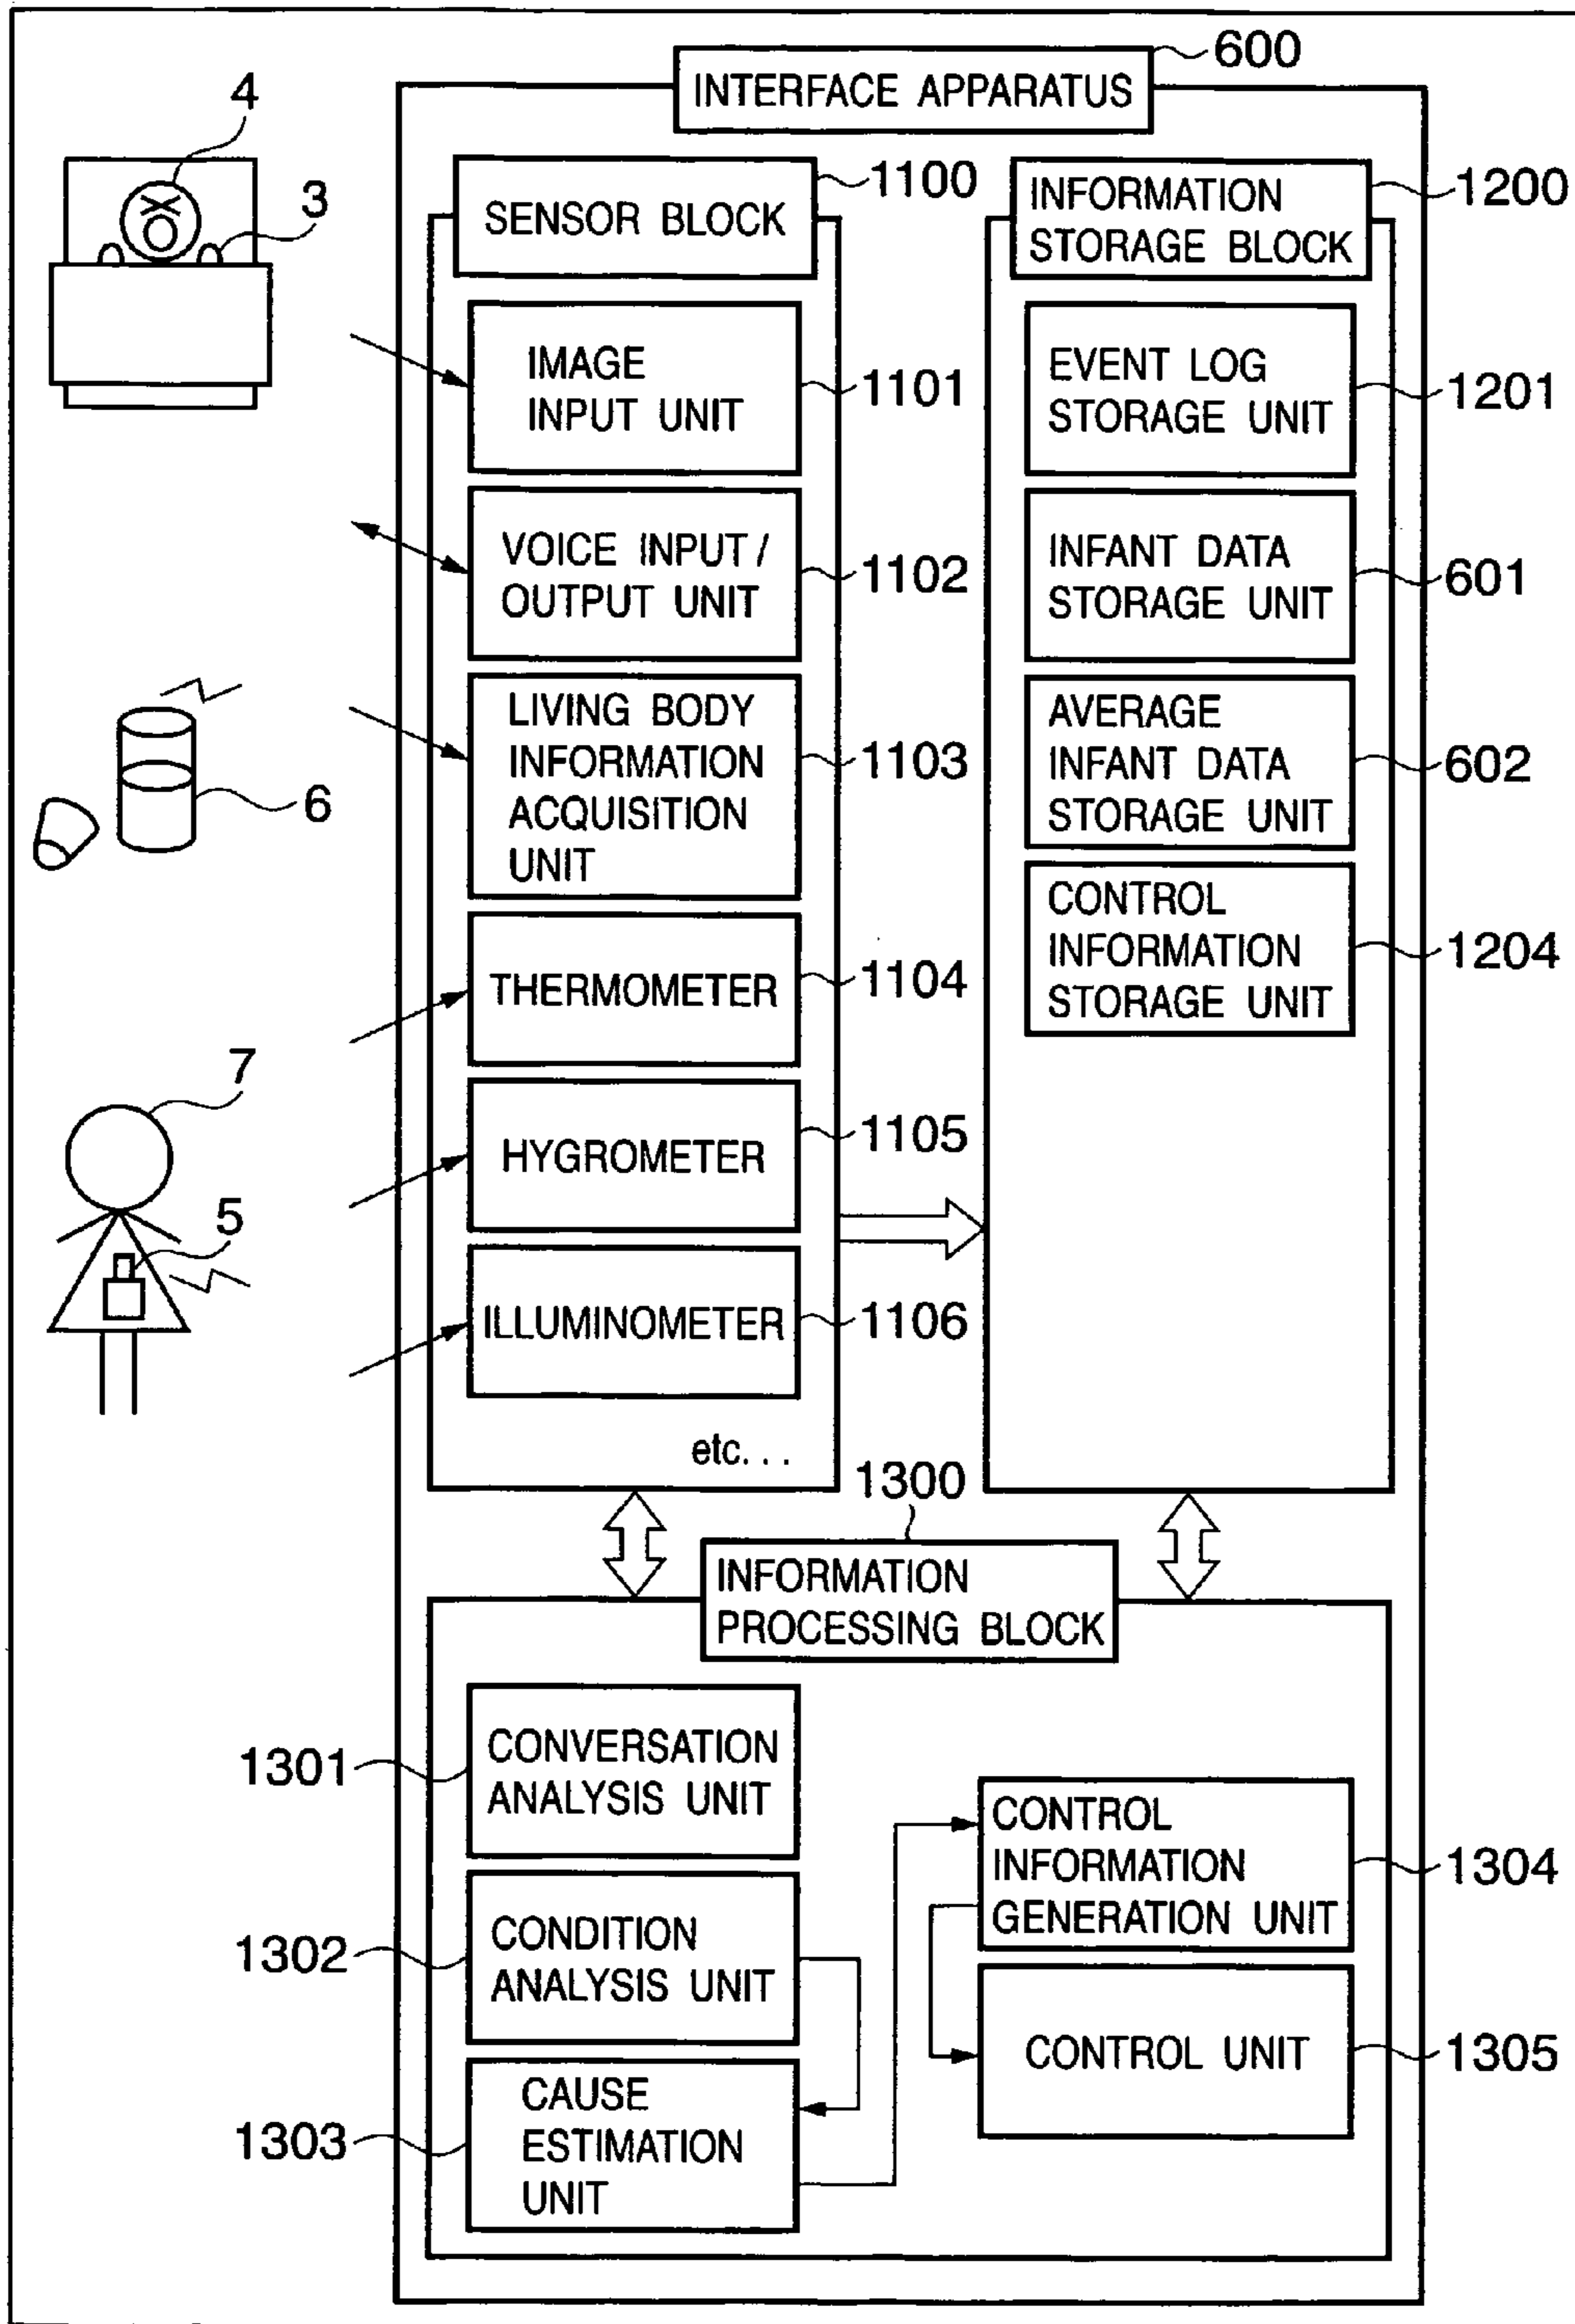 600
INTERFACE APPARATUS
4
3
1100
SENSOR BLOCK
IMAGE
INPUT UNIT
1101
VOICE INPUT /
OUTPUT UNIT
1102
LIVING BODY
INFORMATION
ACQUISITION
UNIT
1103
THERMOMETER
1104
HYGROMETER
1105
ILLUMINOMETER
1106
etc...
INFORMATION
STORAGE BLOCK
1200
EVENT LOG
STORAGE UNIT
1201
INFANT DATA
STORAGE UNIT
601
AVERAGE
INFANT DATA
STORAGE UNIT
602
CONTROL
INFORMATION
STORAGE UNIT
1204
6
7
5
1300
INFORMATION
PROCESSING BLOCK
1301
CONVERSATION
ANALYSIS UNIT
1302
CONDITION
ANALYSIS UNIT
1303
CAUSE
ESTIMATION
UNIT
CONTROL
INFORMATION
GENERATION UNIT
1304
CONTROL UNIT
1305